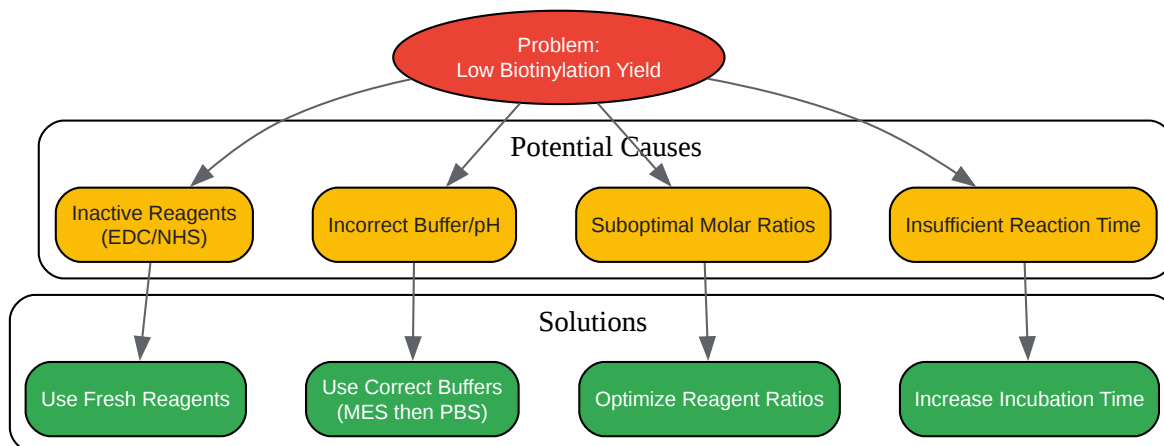 Problem:
Low Biotinylation Yield
Potential Causes
Inactive Reagents
(EDC/NHS)
Incorrect Buffer/pH
Suboptimal Molar Ratios
Insufficient Reaction Time
Solutions
Use Fresh Reagents
Use Correct Buffers
(MES then PBS)
Optimize Reagent Ratios
Increase Incubation Time